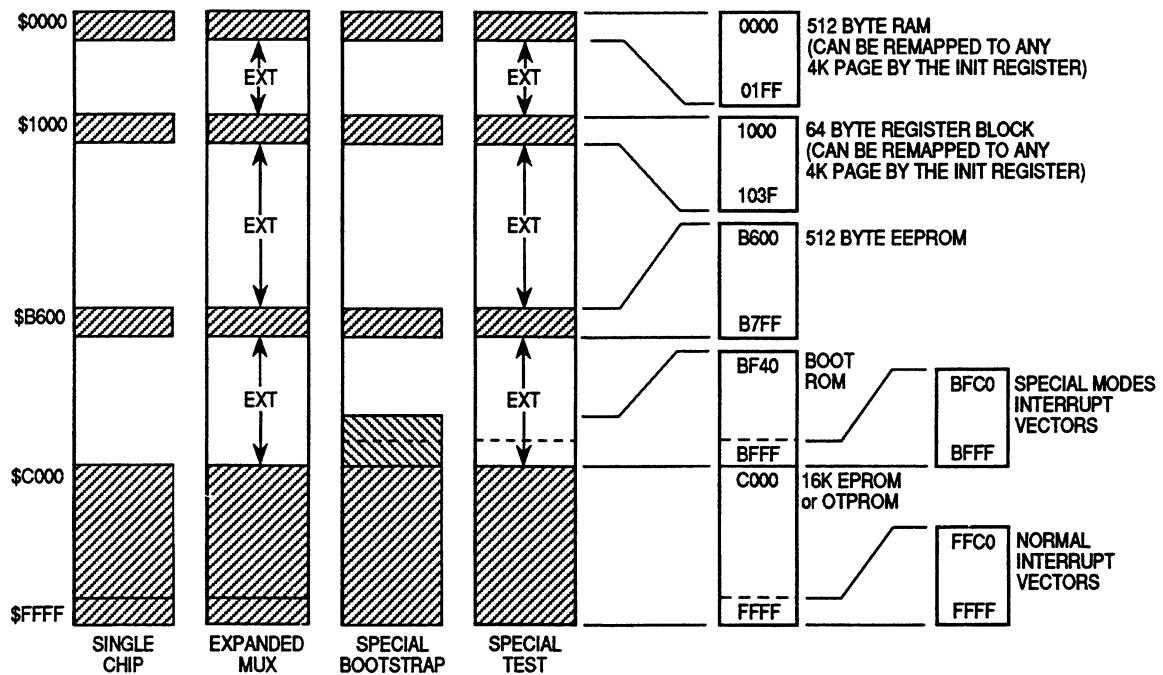 $0000
$1000
$B600
$C000
$FFFF
EXT
EXT
EXT
EXT
EXT
EXT
SINGLE
CHIP
EXPANDED
MUX
SPECIAL
BOOTSTRAP
SPECIAL
TEST
0000
01FF
512 BYTE RAM
(CAN BE REMAPPED TO ANY
4K PAGE BY THE INIT REGISTER)
1000
103F
64 BYTE REGISTER BLOCK
(CAN BE REMAPPED TO ANY
4K PAGE BY THE INIT REGISTER)
B600
B7FF
512 BYTE EEPROM
BF40
BFFF
BOOT
ROM
BFC0
BFFF
SPECIAL MODES
INTERRUPT
VECTORS
C000
FFFF
16K EPROM
or OTPROM
FFC0
FFFF
NORMAL
INTERRUPT
VECTORS